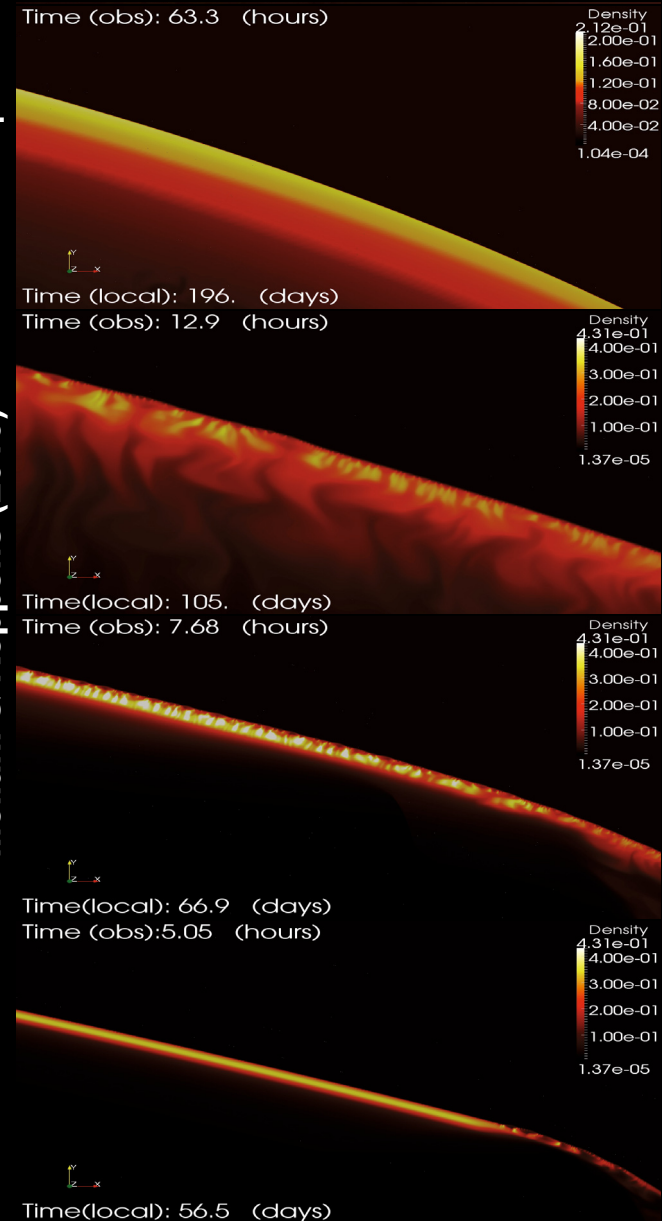 Time (obs): 63.3 (hours)
Density
2.12e-01
2.00e-01
1.60e-01
1.20e-01
8.00e-02
4.00e-02
1.04e-04
Y
Z X
Time (local): 196. (days)
Time (obs): 12.9 (hours)
Density
4.31e-01
4.00e-01
3.00e-01
2.00e-01
1.00e-01
1.37e-05
Y
Z X
Time(local): 105. (days)
Time (obs): 7.68 (hours)
Density
4.31e-01
4.00e-01
3.00e-01
2.00e-01
1.00e-01
1.37e-05
Y
Z X
Time(local): 66.9 (days)
Time (obs):5.05 (hours)
Density
4.31e-01
4.00e-01
3.00e-01
2.00e-01
1.00e-01
1.37e-05
Y
Z X
Time(local): 56.5 (days)